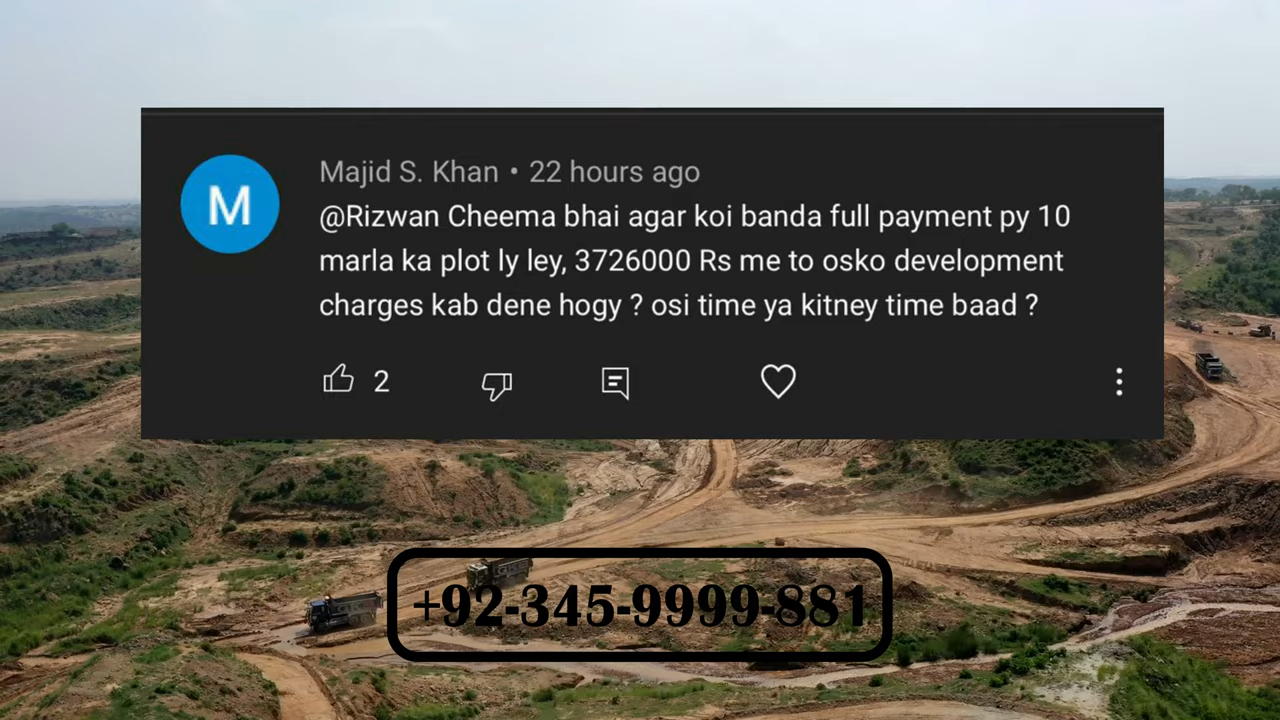 Majid S. Khan • 22 hours ago
@Rizwan Cheema bhai agar koi banda full payment py 10
marla ka plot ly ley, 3726000 Rs me to osko development
charges kab dene hogy ? osi time ya kitney time baad ?
2
+92-345-9999-881
M